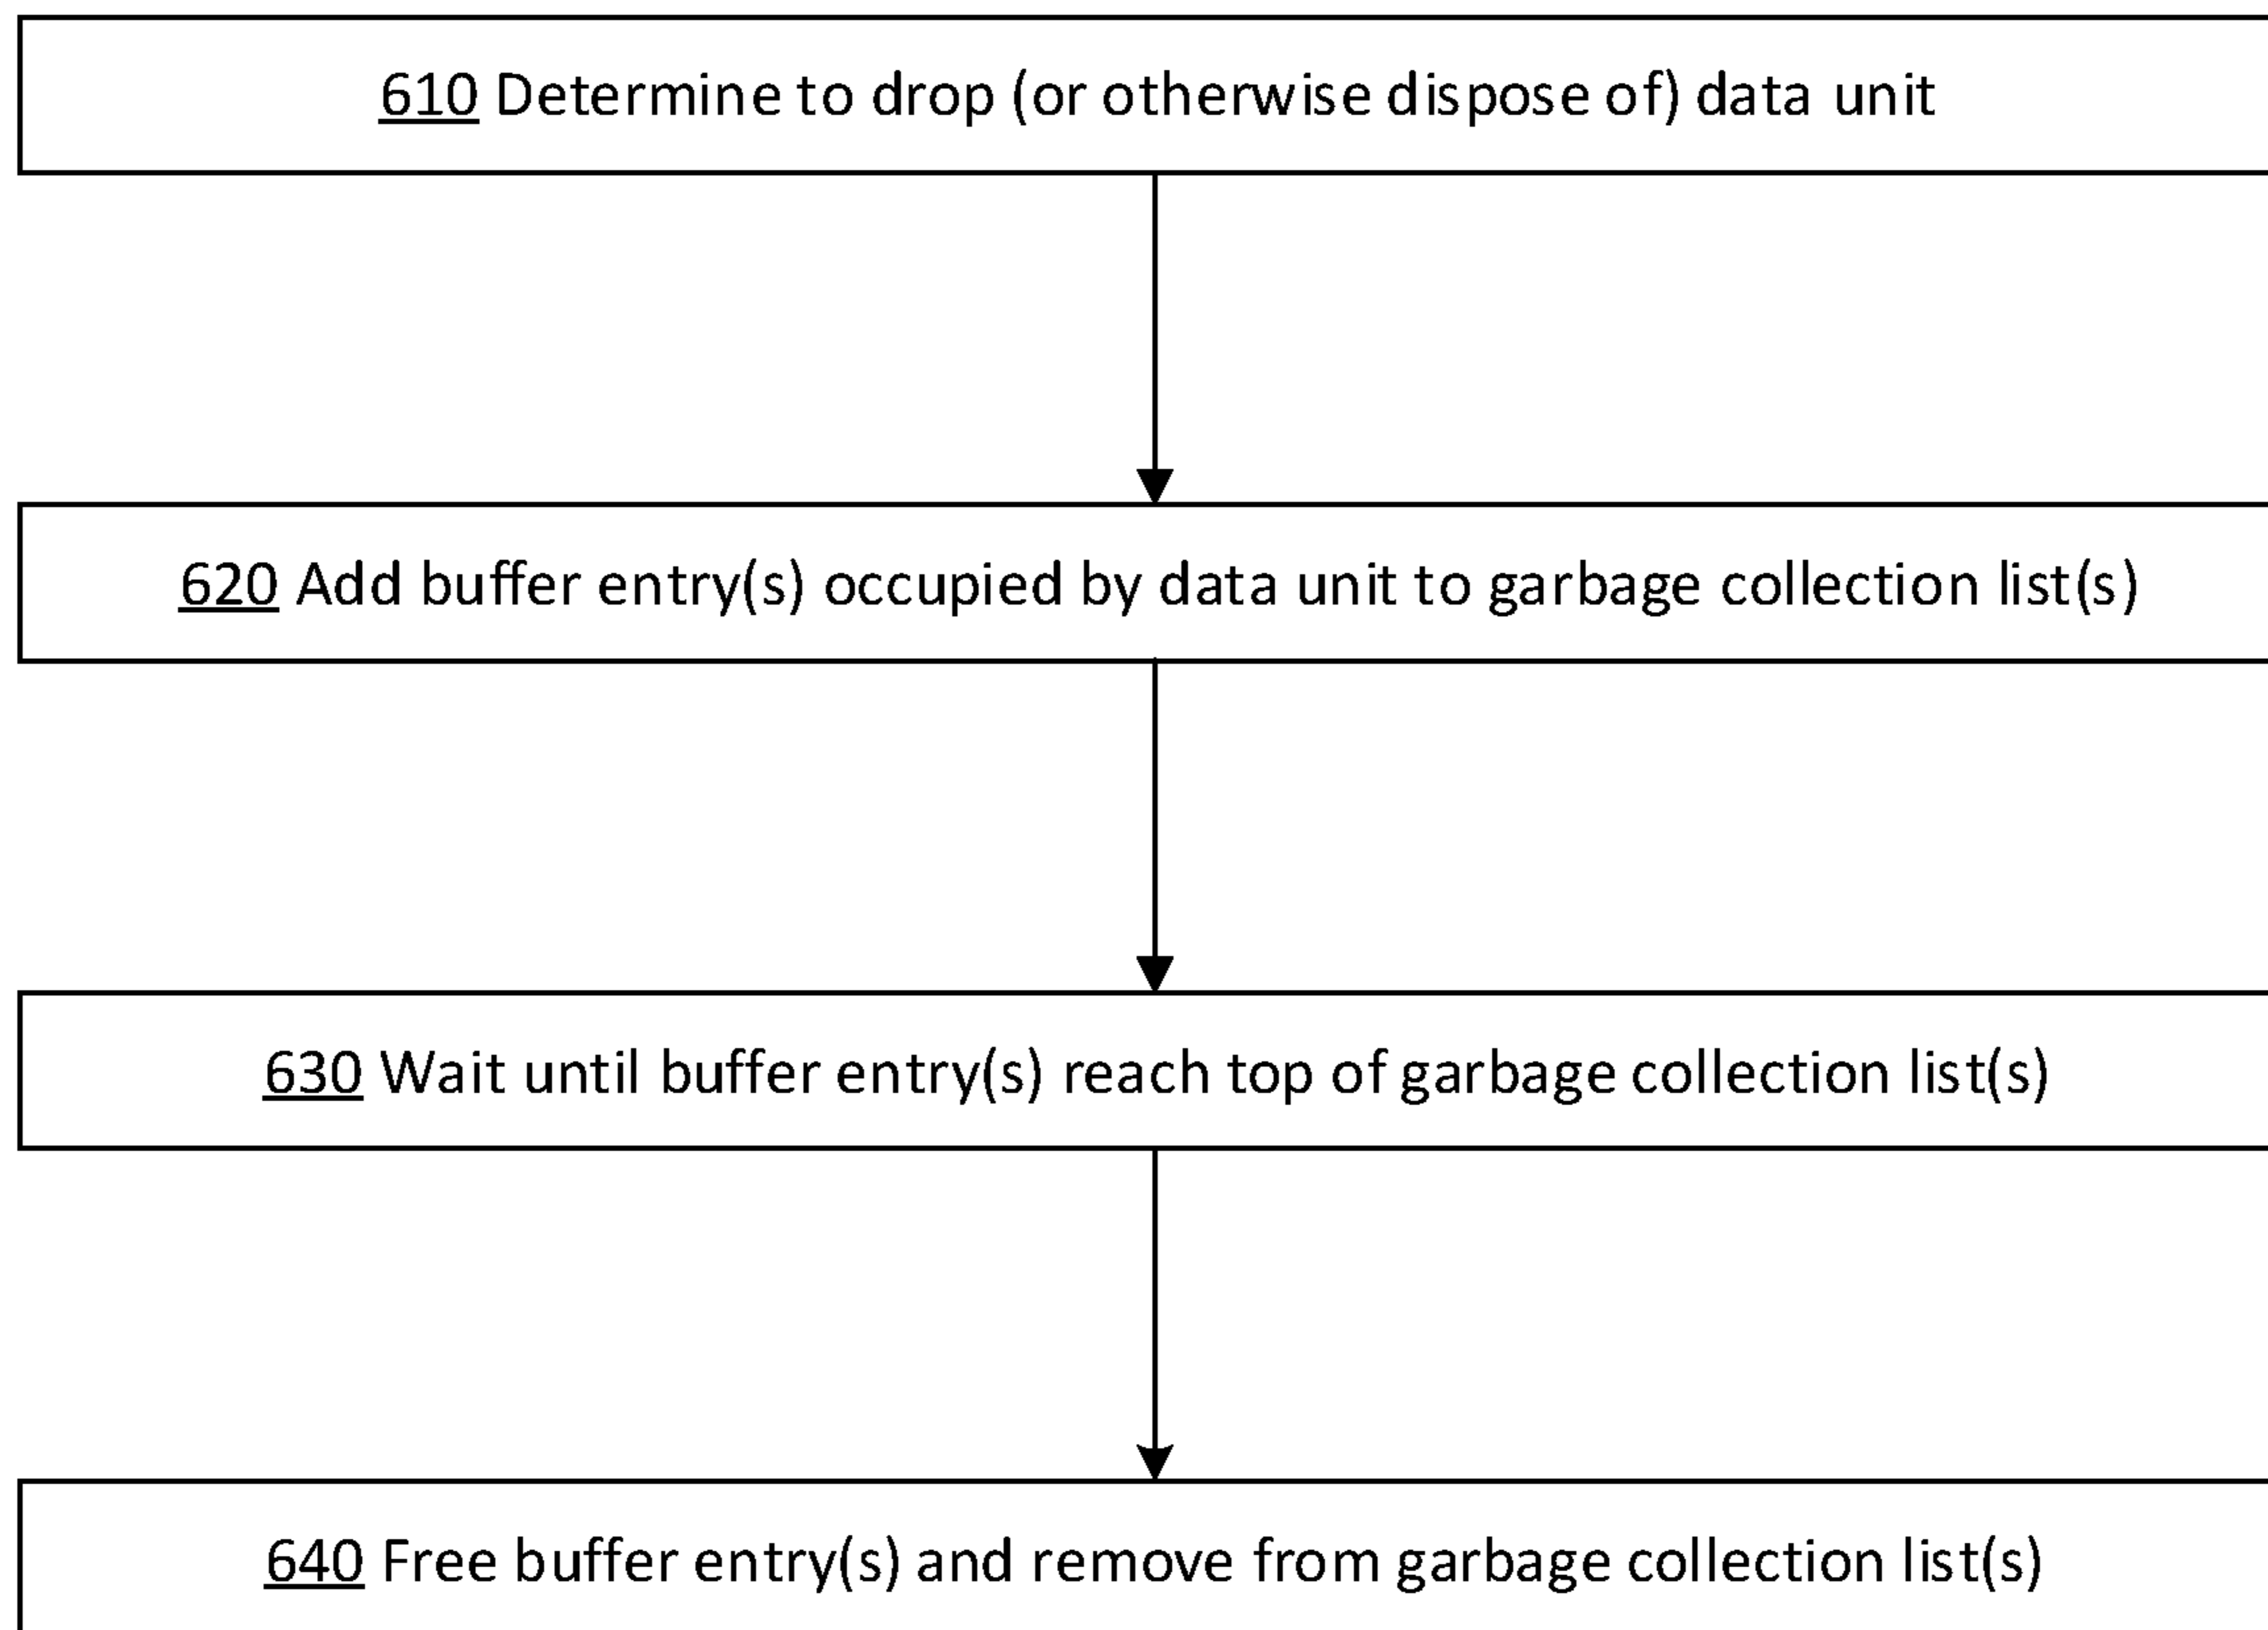 610 Determine to drop (or otherwise dispose of) data unit
620 Add buffer entry(s) occupied by data unit to garbage collection list(s)
630 Wait until buffer entry(s) reach top of garbage collection list(s)
640 Free buffer entry(s) and remove from garbage collection list(s)